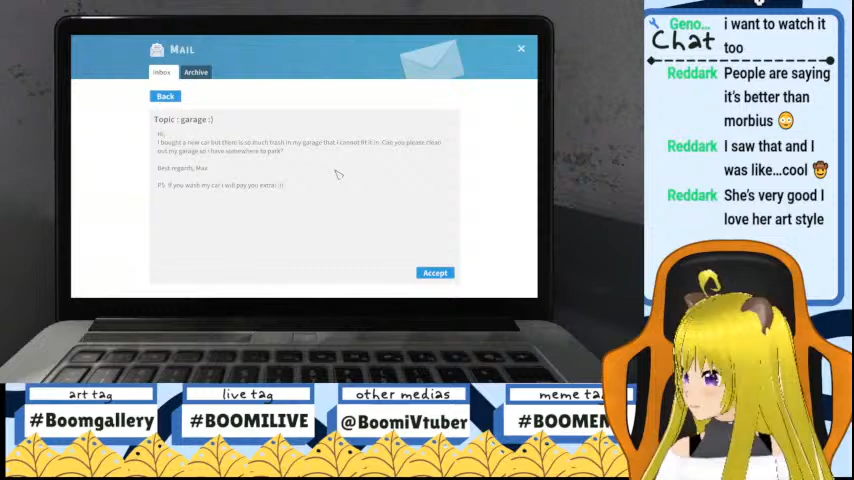 Mail
Inbox
Archive
Back
Topic : garage :)
Hi,
I bought a new car but there is so much trash in my garage that I cannot fit it in. Can you please clean
out my garage so I have somewhere to park?
Best regards, Max
PS. If you wash my car I will pay you extra! :)
Accept
Geno...
i want to watch it
too
Chat
Reddark
People are saying
it's better than
morbius
Reddark
I saw that and I
was like...cool
Reddark
She's very good I
love her art style
art tag
#Boomgallery
live tag
#BOOMILIVE
other medias
@BoomiVtuber
meme ta
#BOOMEM